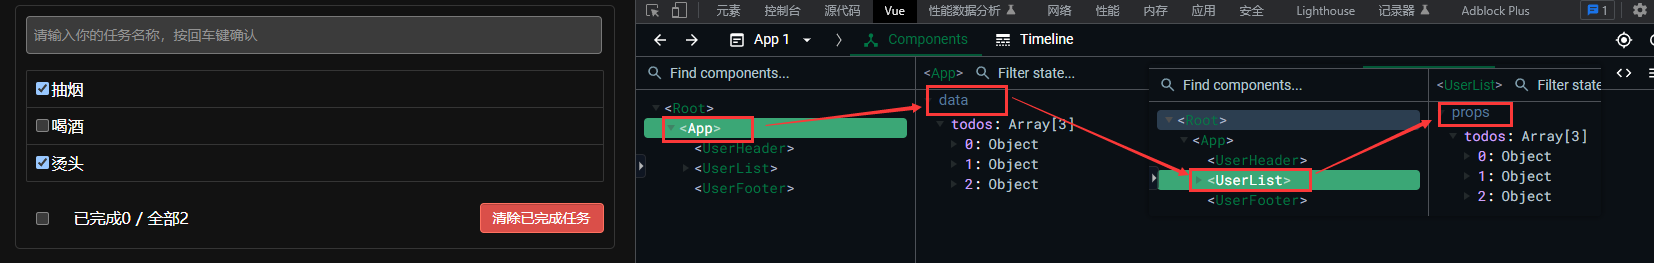 请输入你的任务名称，按回车键确认
抽烟
喝酒
烫头
已完成0 / 全部2
清除已完成任务
元素 控制台 源代码 Vue 性能数据分析 网络 性能 内存 应用 安全 Lighthouse 记录器 Adblock Plus 1
App 1 Components Timeline
Find components...
<Root>
<App>
<UserHeader>
<UserList>
<UserFooter>
<App> Filter state...
data
todos: Array[3]
0: Object
1: Object
2: Object
Find components...
<Root>
<App>
<UserHeader>
<UserList>
<UserFooter>
<UserList> Filter state
props
todos: Array[3]
0: Object
1: Object
2: Object